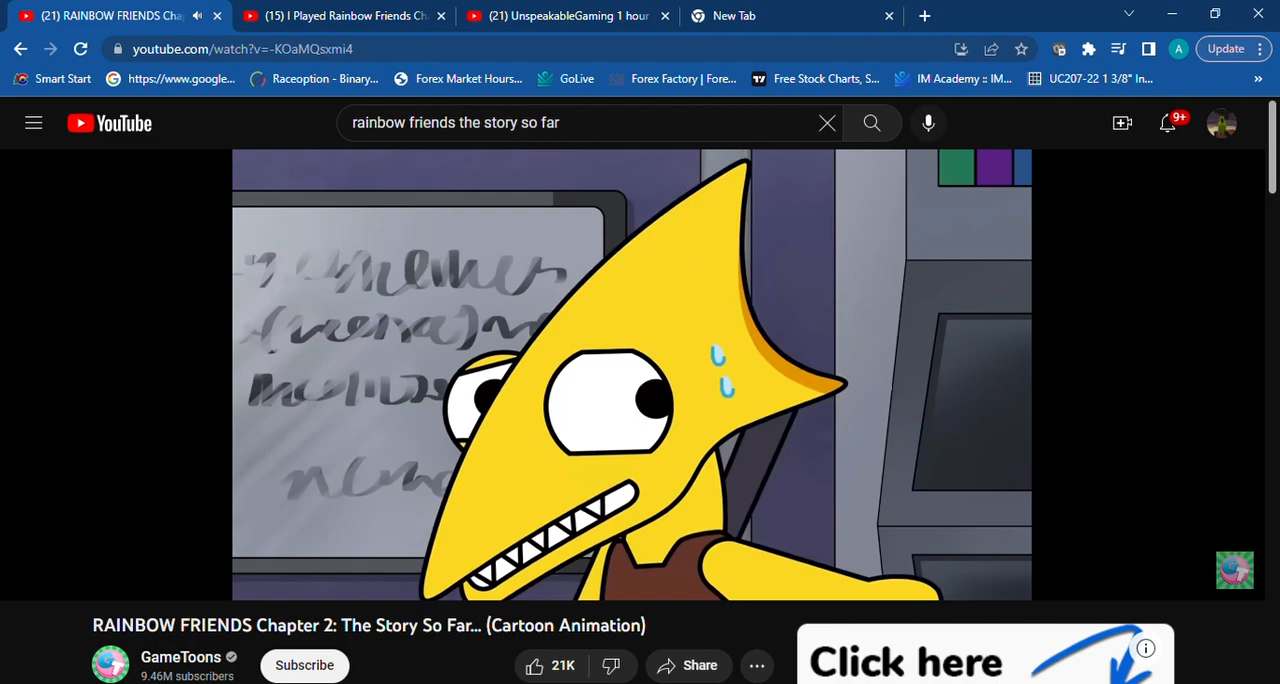 (21) RAINBOW FRIENDS Cha
(15) I Played Rainbow Friends Ch
(21) UnspeakableGaming 1 hour
New Tab
youtube.com/watch?v=-KOaMQsxmi4
A
Update
Smart Start
https://www.google...
Raceoption - Binary...
Forex Market Hours...
GoLive
Forex Factory | Fore...
Free Stock Charts, S...
IM Academy :: IM...
UC207-22 1 3/8" In...
»
YouTube
rainbow friends the story so far
9+
RAINBOW FRIENDS Chapter 2: The Story So Far... (Cartoon Animation)
GameToons
9.46M subscribers
Subscribe
21K
Share
Click here